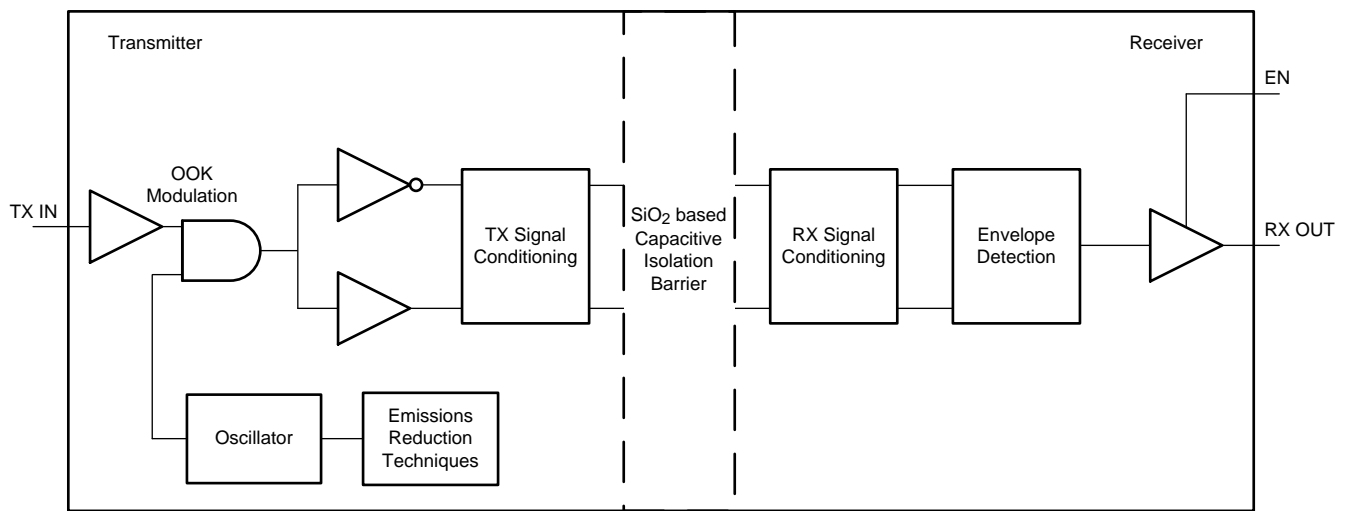 Transmitter
Receiver
EN
OOK
Modulation
TX IN
TX Signal
Conditioning
SiO2 based
Capacitive
Isolation
Barrier
RX Signal
Conditioning
Envelope
Detection
RX OUT
Oscillator
Emissions
Reduction
Techniques